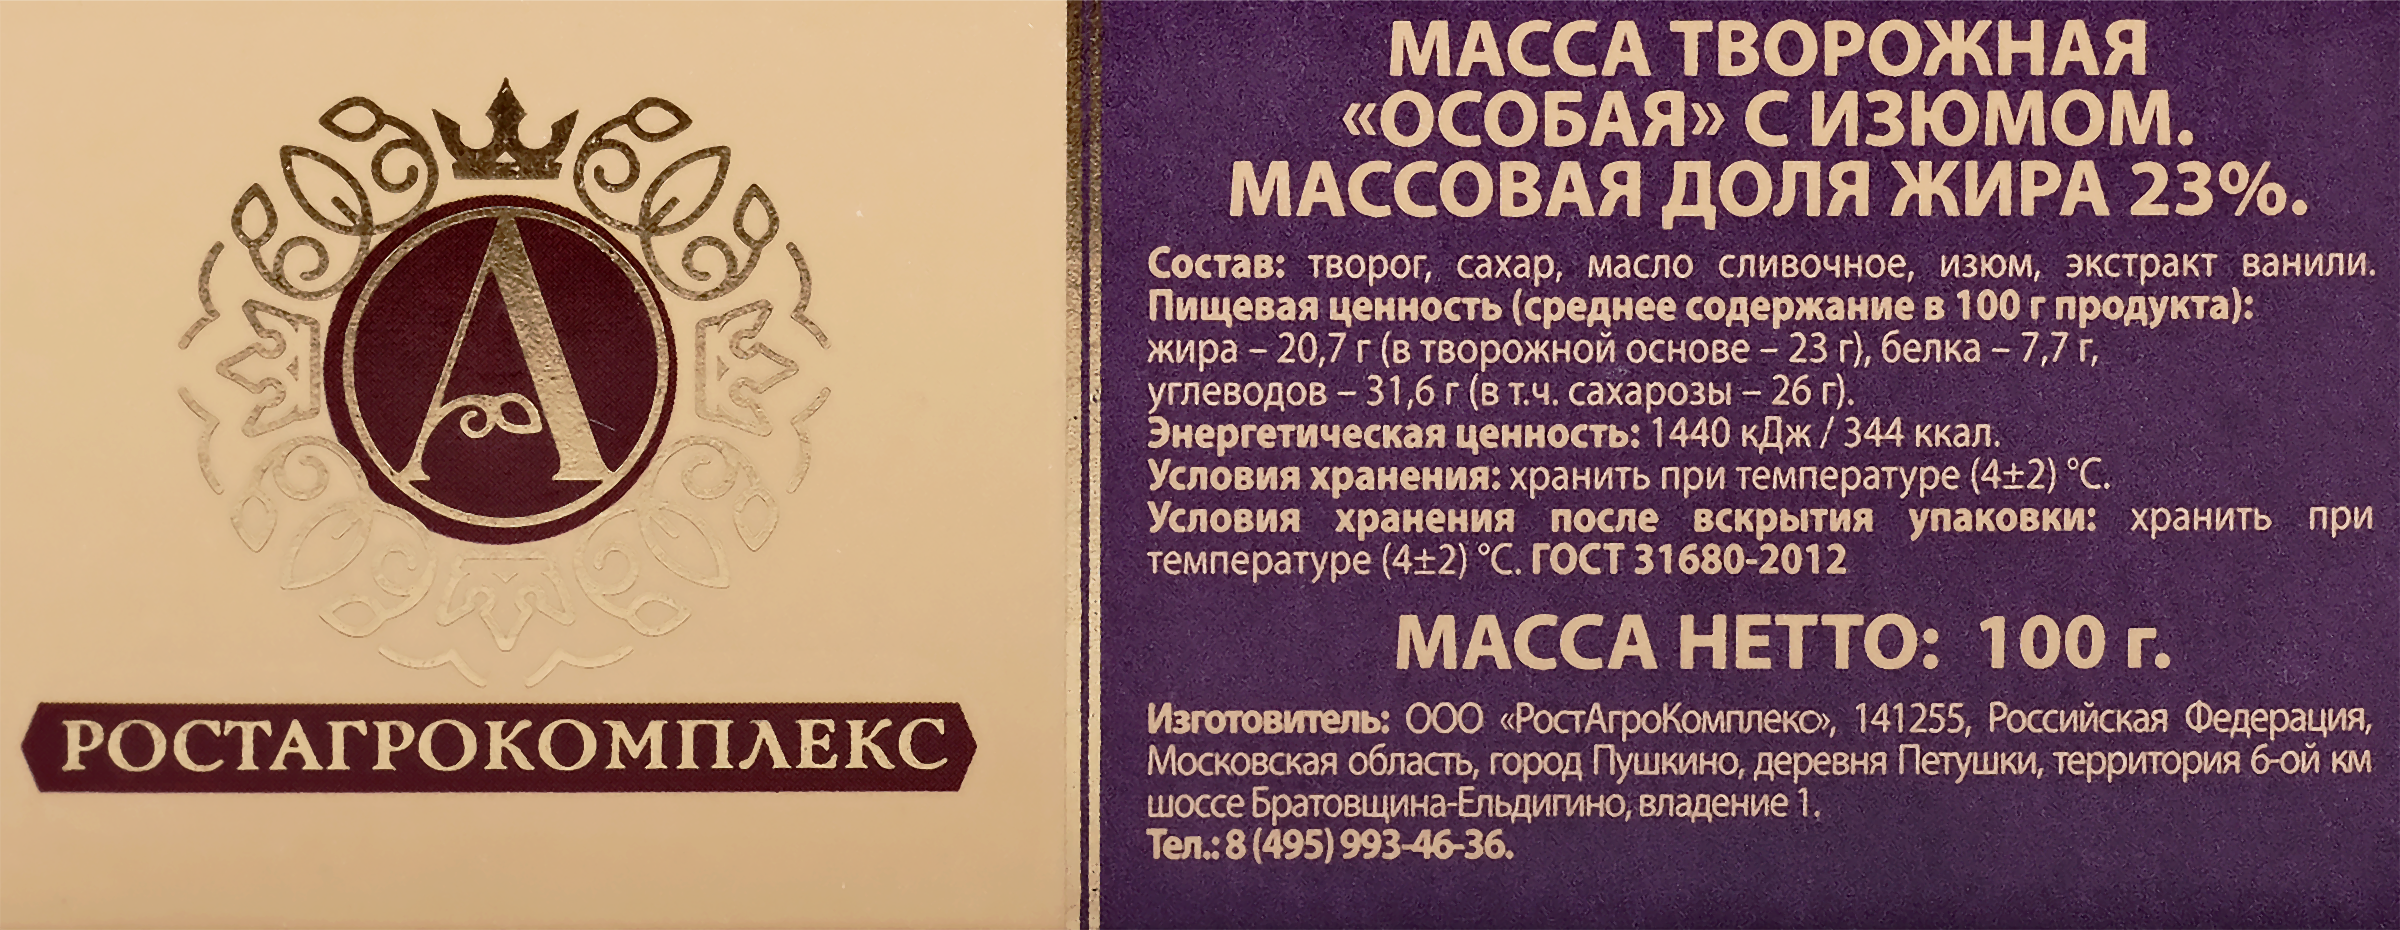 А
РОСТАГРОКОМПЛЕКС
МАССА ТВОРОЖНАЯ
«ОСОБАЯ» С ИЗЮМОМ.
МАССОВАЯ ДОЛЯ ЖИРА 23%.
Состав: творог, сахар, масло сливочное, изюм, экстракт ванили.
Пищевая ценность (среднее содержание в 100 г продукта):
жира – 20,7 г (в творожной основе – 23 г), белка – 7,7 г,
углеводов – 31,6 г (в т.ч. сахарозы – 26 г).
Энергетическая ценность: 1440 кДж / 344 ккал.
Условия хранения: хранить при температуре (4±2) °С.
Условия хранения после вскрытия упаковки: хранить при
температуре (4±2) °С. ГОСТ 31680-2012
МАССА НЕТТО: 100 г.
Изготовитель: ООО «РостАгроКомплекс», 141255, Российская Федерация,
Московская область, город Пушкино, деревня Петушки, территория 6-ой км
шоссе Братовщина-Ельдигино, владение 1.
Тел.: 8 (495) 993-46-36.